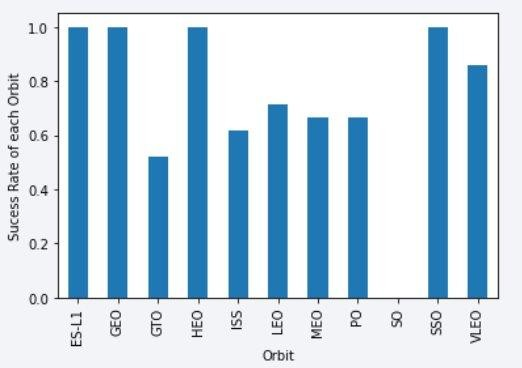 Sucess Rate of each Orbit
1.0
0.8
0.6
0.4
0.2
0.0
ES-L1
GEO
GTO
HEO
ISS
LEO
MEO
PO
SO
SSO
VLEO
Orbit